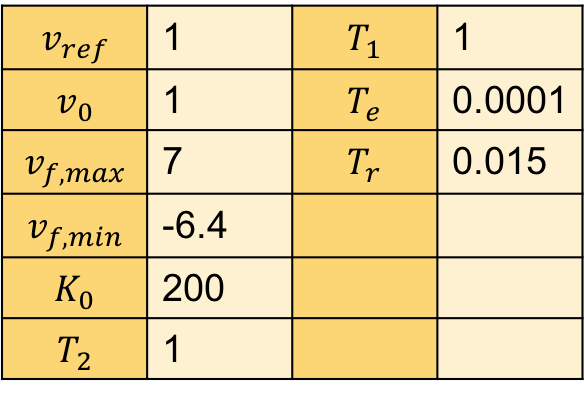 v_ref 1 T_1 1
v_0 1 T_e 0.0001
v_f,max 7 T_r 0.015
v_f,min -6.4
K_0 200
T_2 1